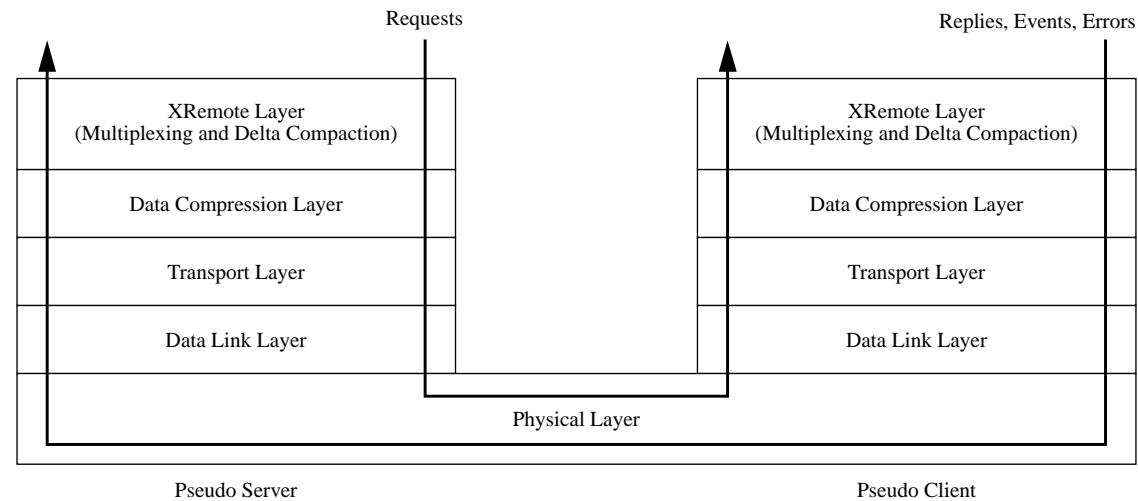 Requests
Replies, Events, Errors
XRemote Layer
(Multiplexing and Delta Compaction)
XRemote Layer
(Multiplexing and Delta Compaction)
Data Compression Layer
Data Compression Layer
Transport Layer
Transport Layer
Data Link Layer
Data Link Layer
Physical Layer
Pseudo Server
Pseudo Client